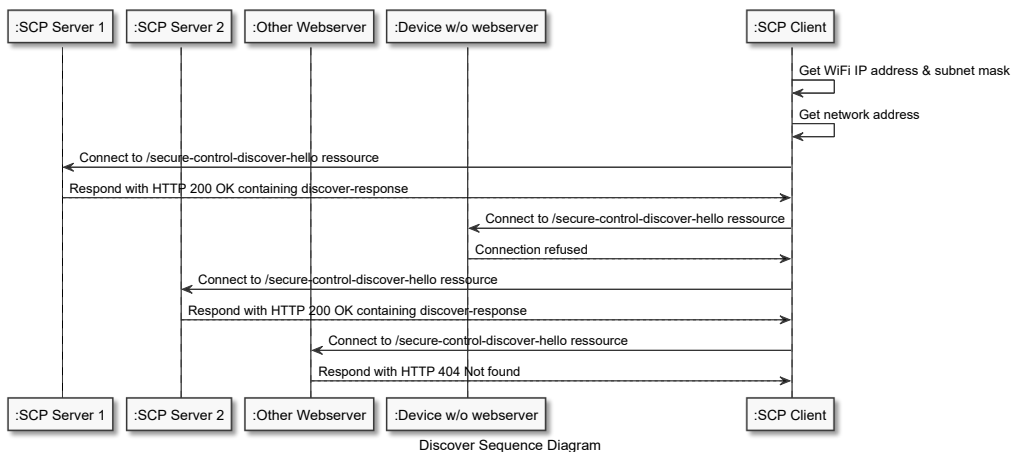 :SCP Server 1 :SCP Server 2 :Other Webserver :Device w/o webserver :SCP Client
Get WiFi IP address & subnet mask
Get network address
Connect to /secure-control-discover-hello ressource
Respond with HTTP 200 OK containing discover-response
Connect to /secure-control-discover-hello ressource
Connection refused
Connect to /secure-control-discover-hello ressource
Respond with HTTP 200 OK containing discover-response
Connect to /secure-control-discover-hello ressource
Respond with HTTP 404 Not found
:SCP Server 1 :SCP Server 2 :Other Webserver :Device w/o webserver :SCP Client
Discover Sequence Diagram